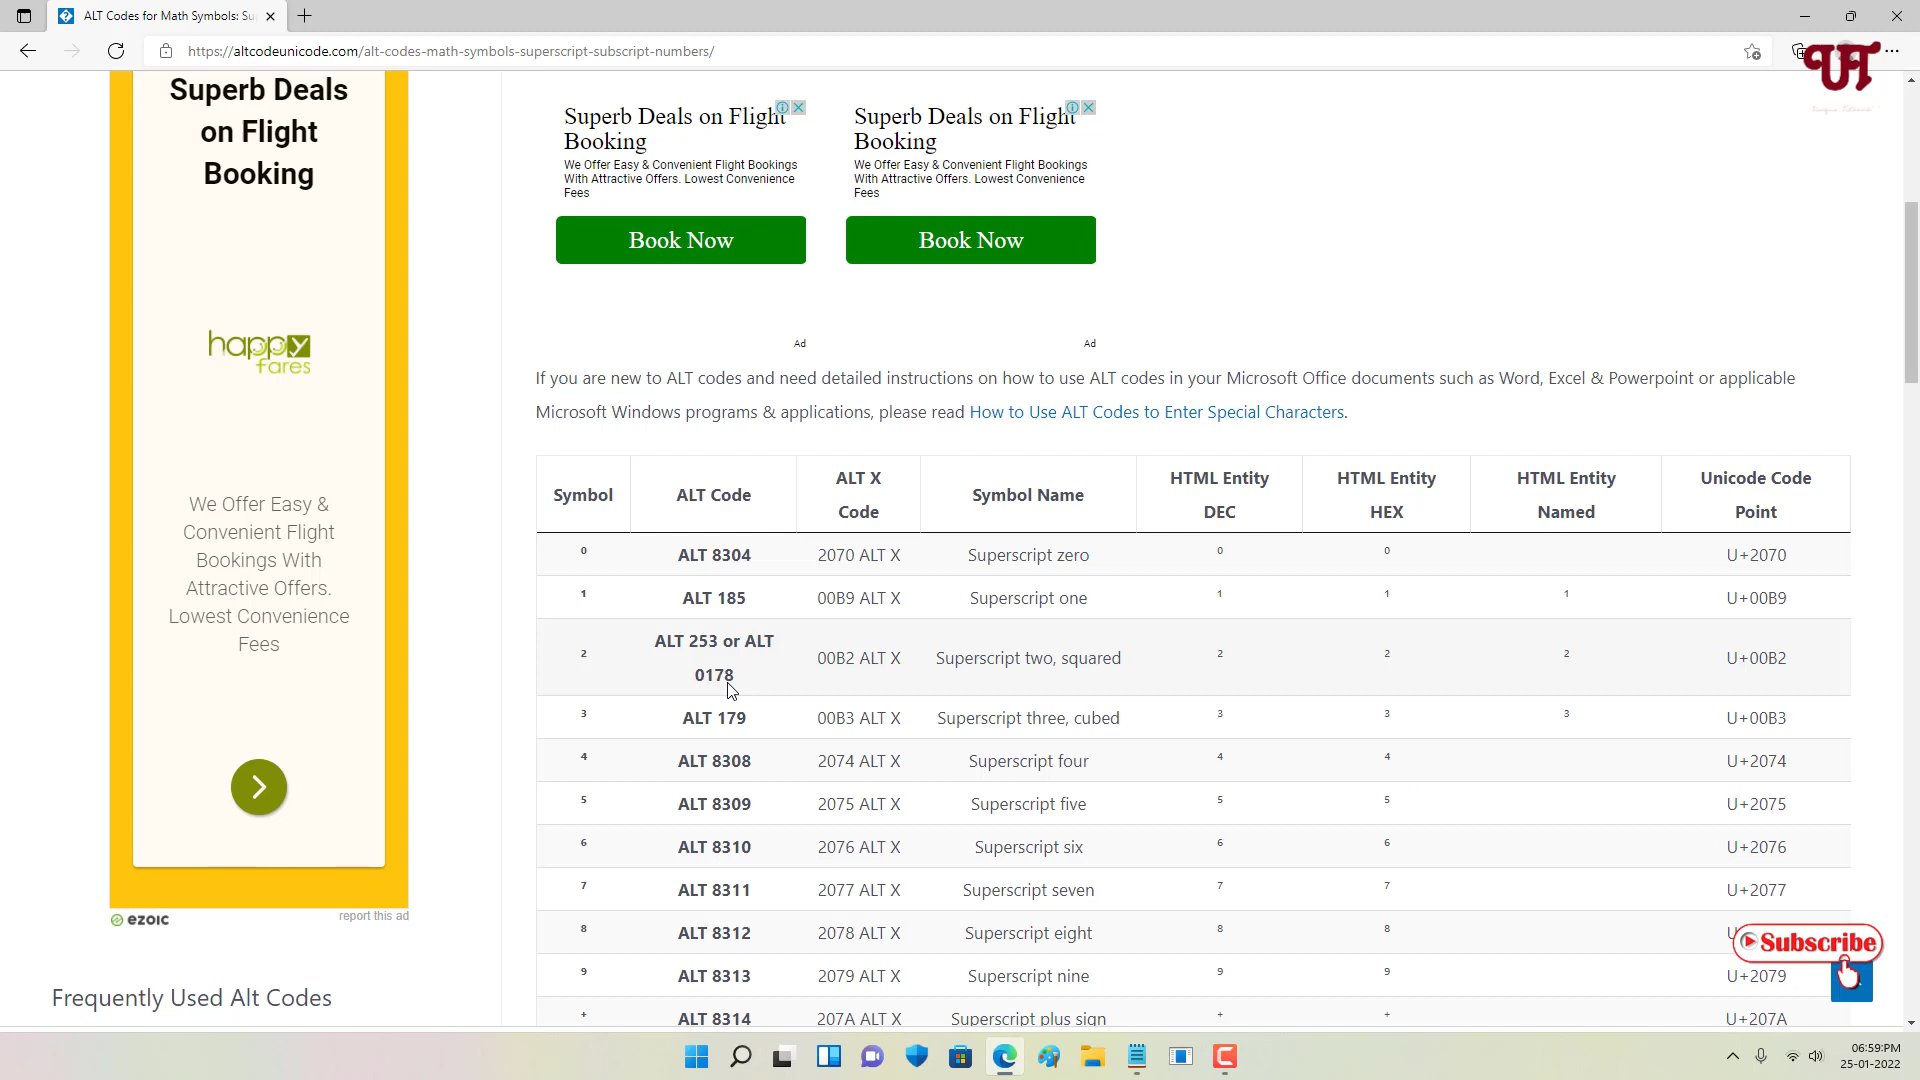 ALT Codes for Math Symbols: Su
https://altcodeunicode.com/alt-codes-math-symbols-superscript-subscript-numbers/
UT
Superb Deals
on Flight
Booking
happy
fares
We Offer Easy &
Convenient Flight
Bookings With
Attractive Offers.
Lowest Convenience
Fees
ezoic
report this ad
Frequently Used Alt Codes
Superb Deals on Flight
Booking
We Offer Easy & Convenient Flight Bookings
With Attractive Offers. Lowest Convenience
Fees
Book Now
Ad
Superb Deals on Flight
Booking
We Offer Easy & Convenient Flight Bookings
With Attractive Offers. Lowest Convenience
Fees
Book Now
Ad
If you are new to ALT codes and need detailed instructions on how to use ALT codes in your Microsoft Office documents such as Word, Excel & Powerpoint or applicable
Microsoft Windows programs & applications, please read How to Use ALT Codes to Enter Special Characters.
Symbol ALT Code ALT X Code Symbol Name HTML Entity DEC HTML Entity HEX HTML Entity Named Unicode Code Point
⁰ ALT 8304 2070 ALT X Superscript zero ⁰ ⁰ U+2070
¹ ALT 185 00B9 ALT X Superscript one ¹ ¹ ¹ U+00B9
² ALT 253 or ALT 0178 00B2 ALT X Superscript two, squared ² ² ² U+00B2
³ ALT 179 00B3 ALT X Superscript three, cubed ³ ³ ³ U+00B3
⁴ ALT 8308 2074 ALT X Superscript four ⁴ ⁴ U+2074
⁵ ALT 8309 2075 ALT X Superscript five ⁵ ⁵ U+2075
⁶ ALT 8310 2076 ALT X Superscript six ⁶ ⁶ U+2076
⁷ ALT 8311 2077 ALT X Superscript seven ⁷ ⁷ U+2077
⁸ ALT 8312 2078 ALT X Superscript eight ⁸ ⁸
⁹ ALT 8313 2079 ALT X Superscript nine ⁹ ⁹ U+2079
⁺ ALT 8314 207A ALT X Superscript plus sign ⁺ ⁺ U+207A
Subscribe
06:59:PM
25-01-2022